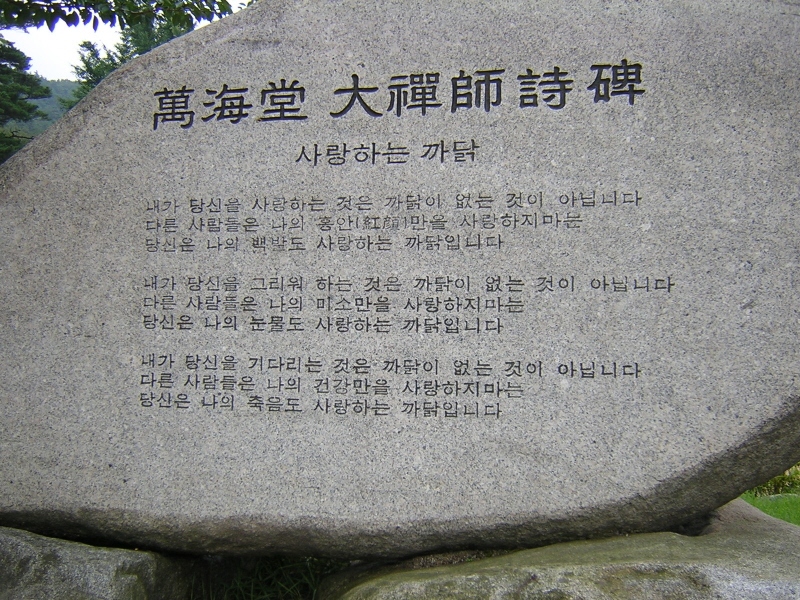 萬海堂 大禪師詩碑
사랑하는 까닭
내가 당신을 사랑하는 것은 까닭이 없는 것이 아닙니다
다른 사람들은 나의 홍안(紅顔)만을 사랑하지마는
당신은 나의 백발도 사랑하는 까닭입니다
내가 당신을 그리워 하는 것은 까닭이 없는 것이 아닙니다
다른 사람들은 나의 미소만을 사랑하지마는
당신은 나의 눈물도 사랑하는 까닭입니다
내가 당신을 기다리는 것은 까닭이 없는 것이 아닙니다
다른 사람들은 나의 건강만을 사랑하지마는
당신은 나의 죽음도 사랑하는 까닭입니다